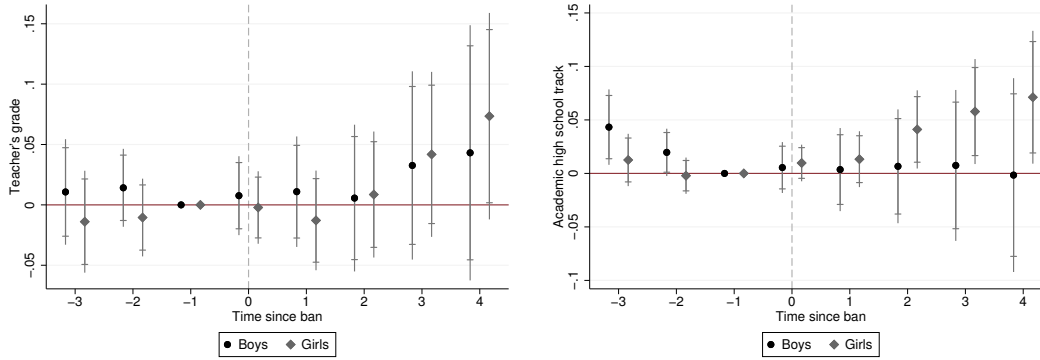 Teacher's grade
.15
.1
.05
0
-.05
−3 −2 −1 0 1 2 3 4
Time since ban
Boys Girls
Academic high school track
.15
.1
.05
0
-.05
-.1
−3 −2 −1 0 1 2 3 4
Time since ban
Boys Girls